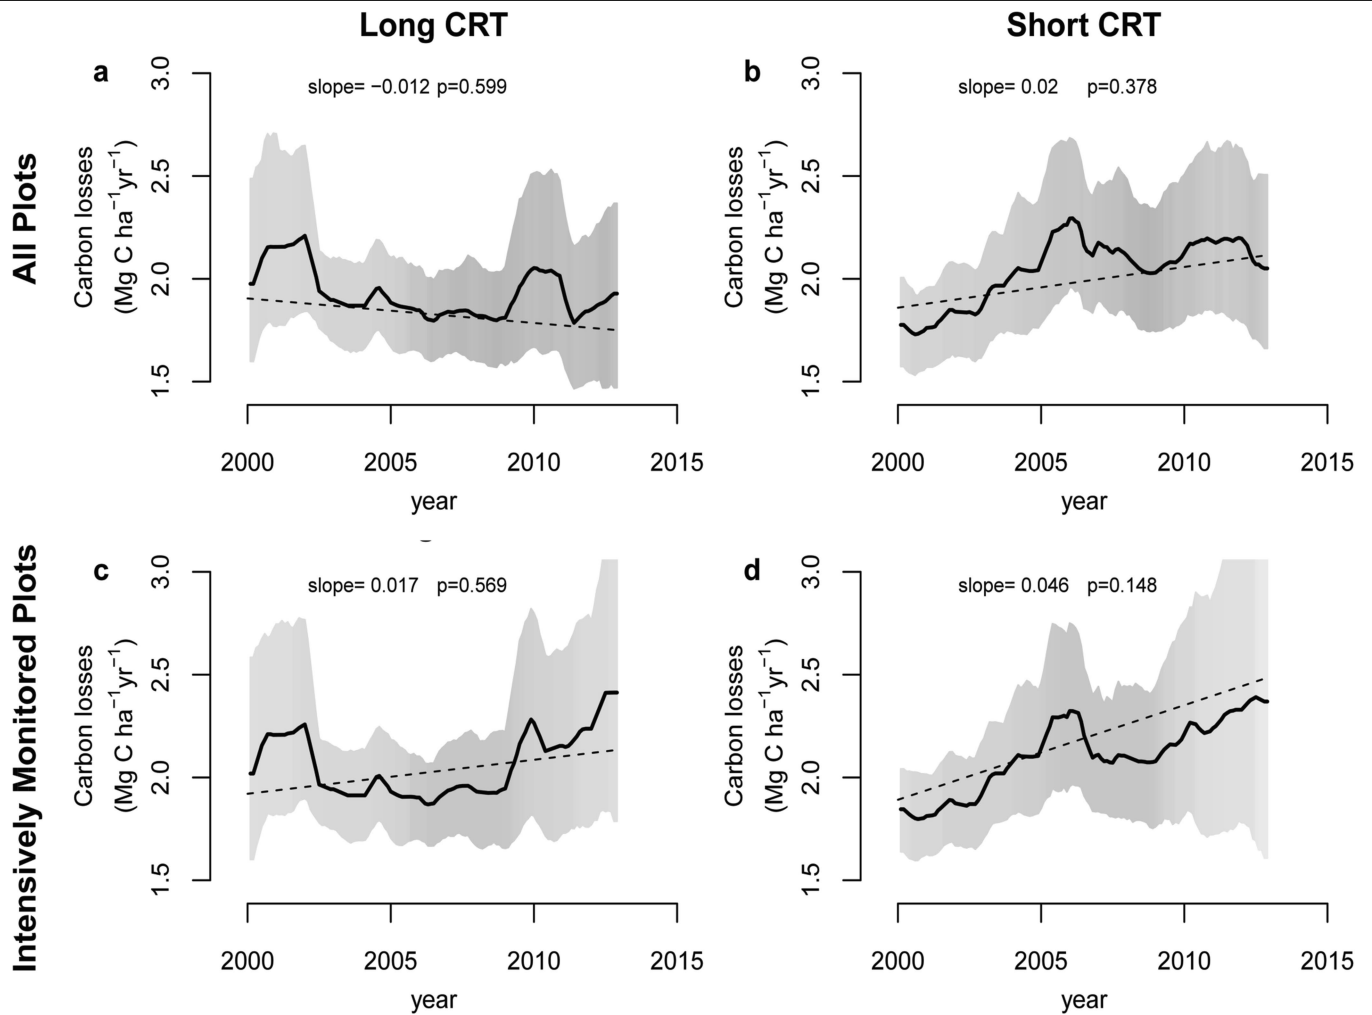 Long CRT
Short CRT
All Plots
Intensively Monitored Plots
a
slope= −0.012 p=0.599
Carbon losses
(Mg C ha⁻¹yr⁻¹)
3.0
2.5
2.0
1.5
2000 2005 2010 2015
year
b
slope= 0.02 p=0.378
Carbon losses
(Mg C ha⁻¹yr⁻¹)
3.0
2.5
2.0
1.5
2000 2005 2010 2015
year
c
slope= 0.017 p=0.569
Carbon losses
(Mg C ha⁻¹yr⁻¹)
3.0
2.5
2.0
1.5
2000 2005 2010 2015
year
d
slope= 0.046 p=0.148
Carbon losses
(Mg C ha⁻¹yr⁻¹)
3.0
2.5
2.0
1.5
2000 2005 2010 2015
year